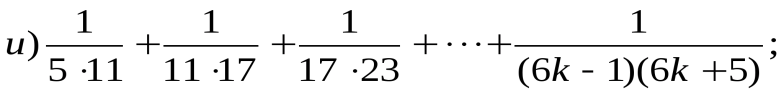 и) 1/(5 · 11) + 1/(11 · 17) + 1/(17 · 23) + ··· + 1/((6k - 1)(6k + 5));